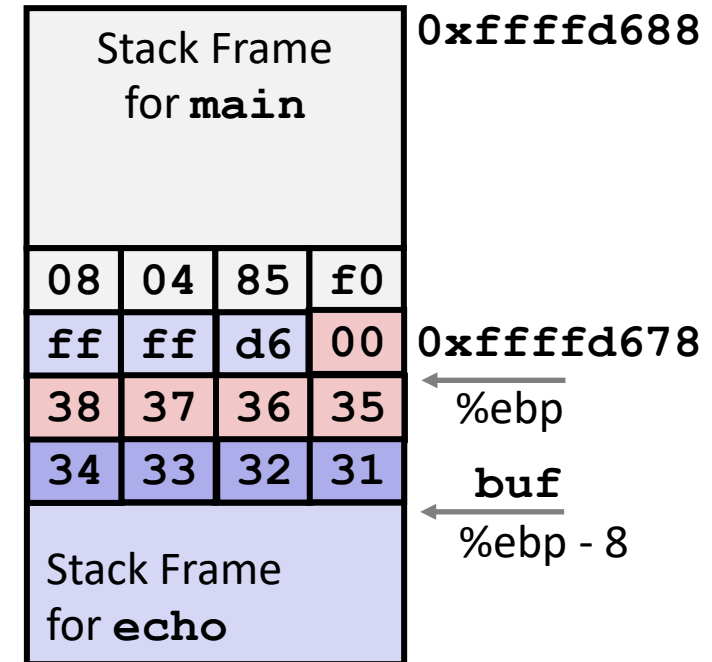 Stack Frame
for main
0xffffd688
08 04 85 f0
ff ff d6 00
0xffffd678
38 37 36 35
%ebp
34 33 32 31
buf
%ebp - 8
Stack Frame
for echo